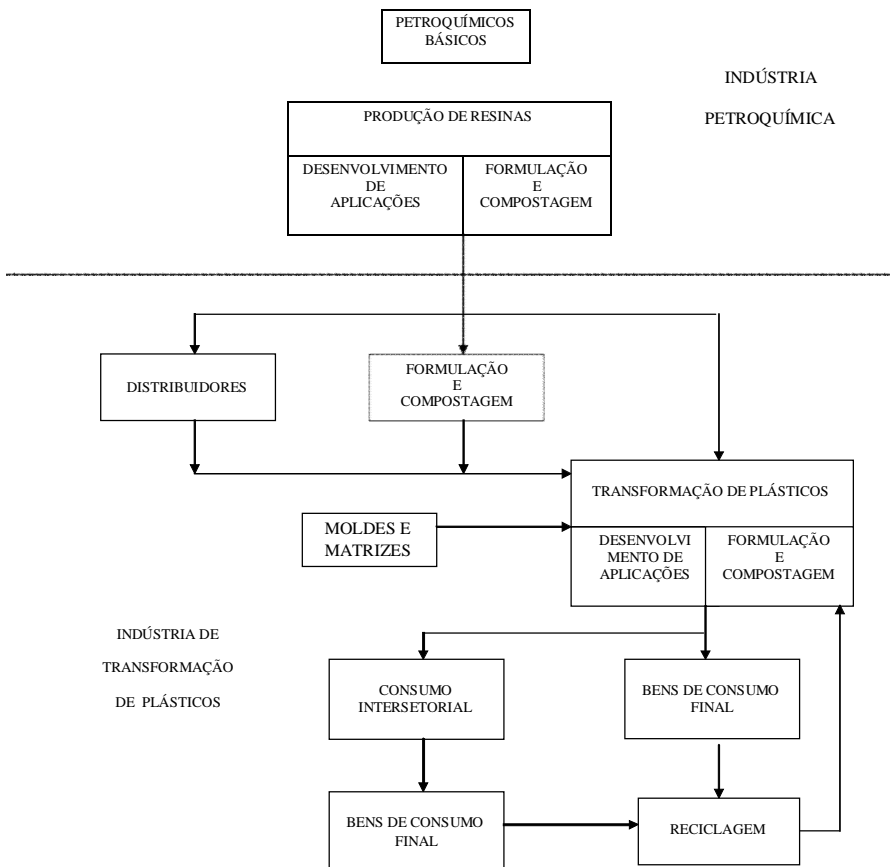 PETROQUÍMICOS
BÁSICOS
INDÚSTRIA
PETROQUÍMICA
PRODUÇÃO DE RESINAS
DESENVOLVIMENTO
DE
APLICAÇÕES
FORMULAÇÃO
E
COMPOSTAGEM
DISTRIBUIDORES
FORMULAÇÃO
E
COMPOSTAGEM
TRANSFORMAÇÃO DE PLÁSTICOS
MOLDES E
MATRIZES
DESENVOLVI
MENTO DE
APLICAÇÕES
FORMULAÇÃO
E
COMPOSTAGEM
INDÚSTRIA DE
TRANSFORMAÇÃO
DE PLÁSTICOS
CONSUMO
INTERSETORIAL
BENS DE CONSUMO
FINAL
BENS DE CONSUMO
FINAL
RECICLAGEM